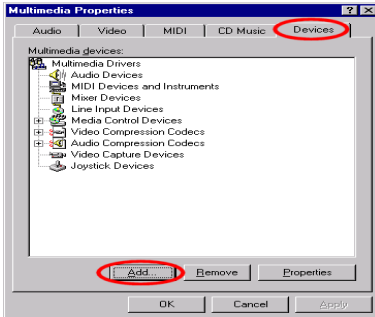 Multimedia Properties
Audio Video MIDI CD Music Devices
Multimedia devices:
Multimedia Drivers
Audio Devices
MIDI Devices and Instruments
Mixer Devices
Line Input Devices
Media Control Devices
Video Compression Codecs
Audio Compression Codecs
Video Capture Devices
Joystick Devices
Add... Remove Properties
OK Cancel Apply